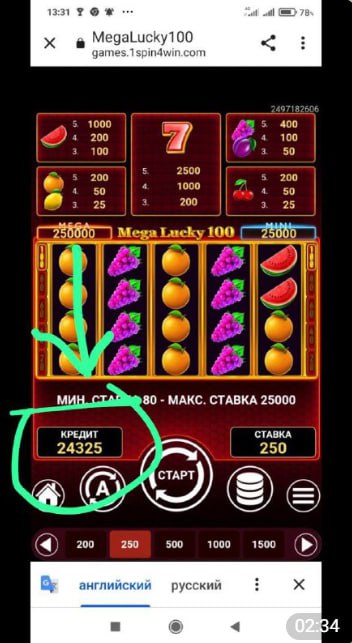 13:31
78%
MegaLucky100
games.1spin4win.com
2497182606
5. 1000
4. 200
3. 100
5. 2500
4. 1000
3. 200
5. 400
4. 100
3. 50
5. 200
4. 50
3. 25
5. 200
4. 50
3. 25
MEGA
250000
Mega Lucky 100
MINI
25000
МИН. СТАВКА 80 - МАКС. СТАВКА 25000
КРЕДИТ
24325
A
СТАРТ
СТАВКА
250
200 250 500 1000 1500
английский русский
02:34